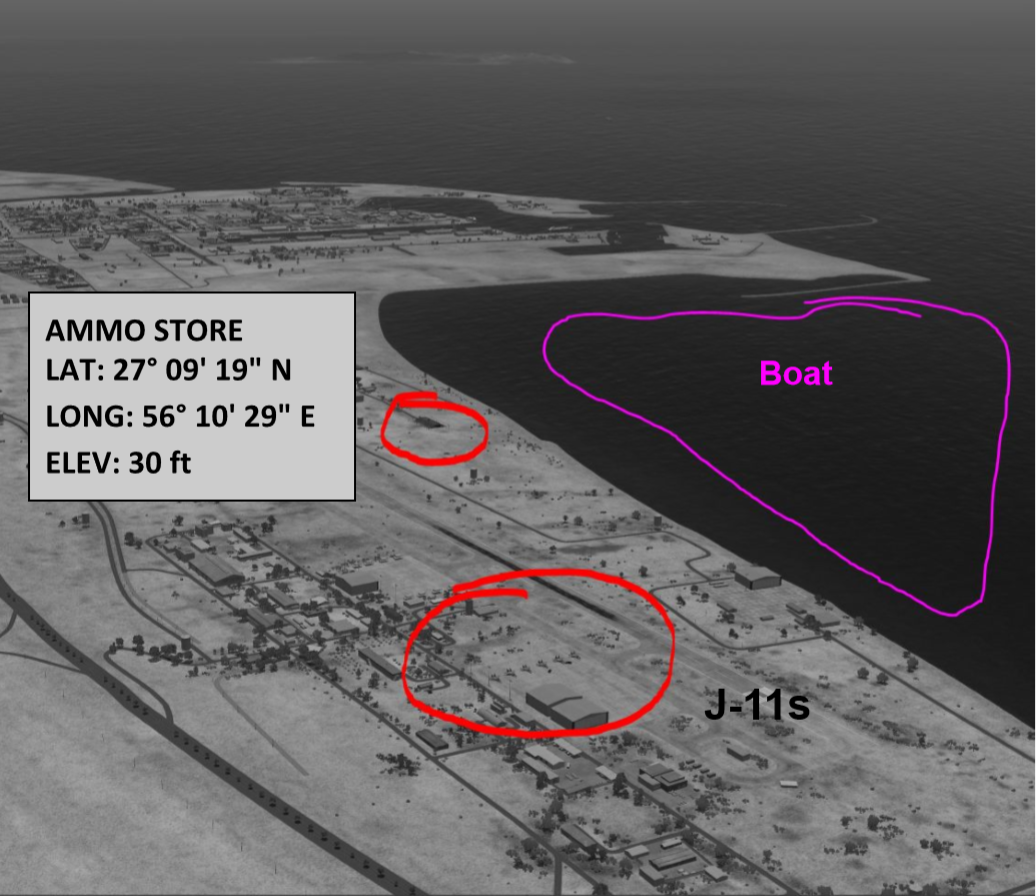 AMMO STORE
LAT: 27° 09' 19" N
LONG: 56° 10' 29" E
ELEV: 30 ft
Boat
J-11s